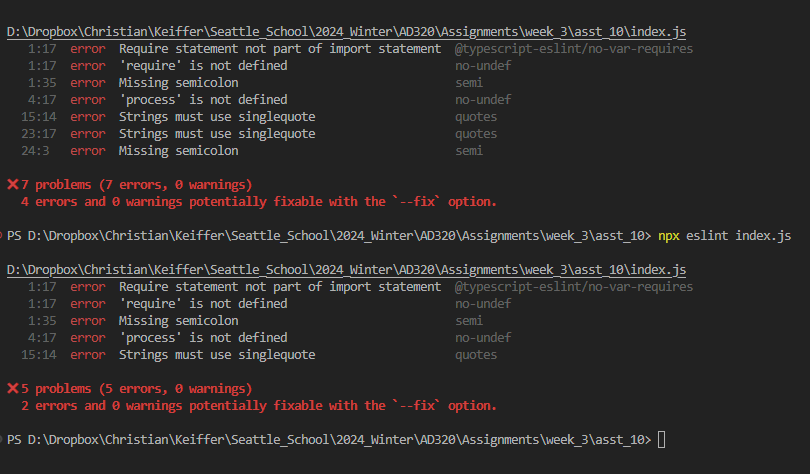 D:\Dropbox\Christian\Keiffer\Seattle_School\2024_Winter\AD320\Assignments\week_3\asst_10\index.js
1:17 error Require statement not part of import statement @typescript-eslint/no-var-requires
1:17 error 'require' is not defined no-undef
1:35 error Missing semicolon semi
4:17 error 'process' is not defined no-undef
15:14 error Strings must use singlequote quotes
23:17 error Strings must use singlequote quotes
24:3 error Missing semicolon semi
❌ 7 problems (7 errors, 0 warnings)
4 errors and 0 warnings potentially fixable with the `--fix` option.
PS D:\Dropbox\Christian\Keiffer\Seattle_School\2024_Winter\AD320\Assignments\week_3\asst_10> npx eslint index.js
D:\Dropbox\Christian\Keiffer\Seattle_School\2024_Winter\AD320\Assignments\week_3\asst_10\index.js
1:17 error Require statement not part of import statement @typescript-eslint/no-var-requires
1:17 error 'require' is not defined no-undef
1:35 error Missing semicolon semi
4:17 error 'process' is not defined no-undef
15:14 error Strings must use singlequote quotes
❌ 5 problems (5 errors, 0 warnings)
2 errors and 0 warnings potentially fixable with the `--fix` option.
PS D:\Dropbox\Christian\Keiffer\Seattle_School\2024_Winter\AD320\Assignments\week_3\asst_10>